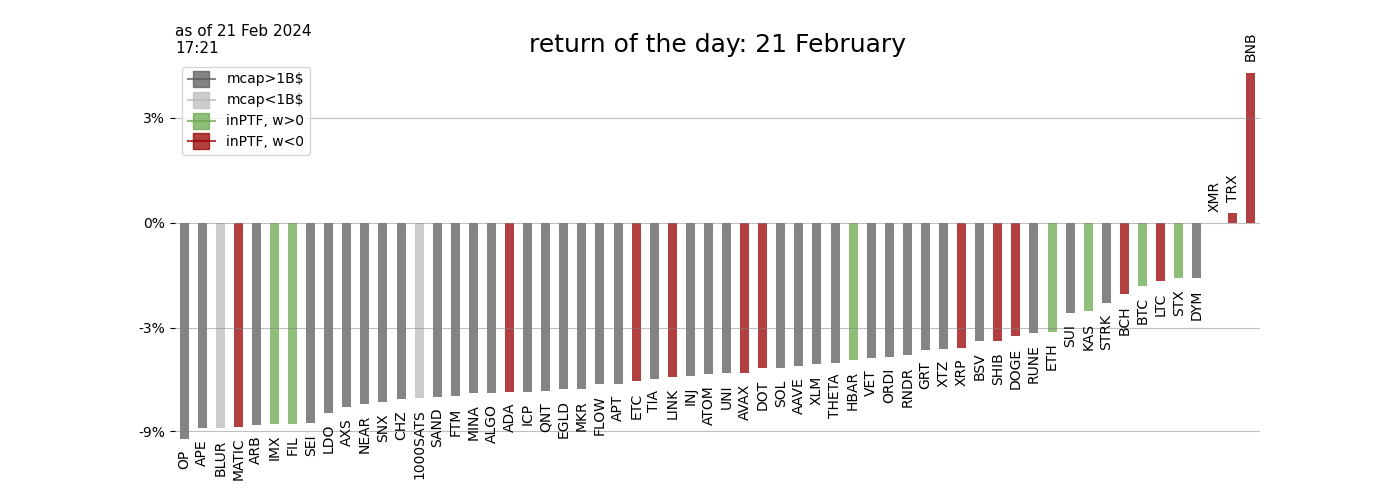 as of 21 Feb 2024
17:21
return of the day: 21 February
mcap>1B$
mcap<1B$
inPTF, w>0
inPTF, w<0
3%
0%
-3%
-9%
OP
APE
BLUR
MATIC
ARB
IMX
FIL
SEI
LDO
AXS
NEAR
SNX
CHZ
1000SATS
SAND
FTM
MINA
ALGO
ADA
ICP
QNT
EGLD
MKR
FLOW
APT
ETC
TIA
LINK
INJ
ATOM
UNI
AVAX
DOT
SOL
AAVE
XLM
THETA
HBAR
VET
ORDI
RNDR
GRT
XTZ
XRP
BSV
SHIB
DOGE
RUNE
ETH
SUI
KAS
STRK
BCH
BTC
LTC
STX
DYM
XMR
TRX
BNB